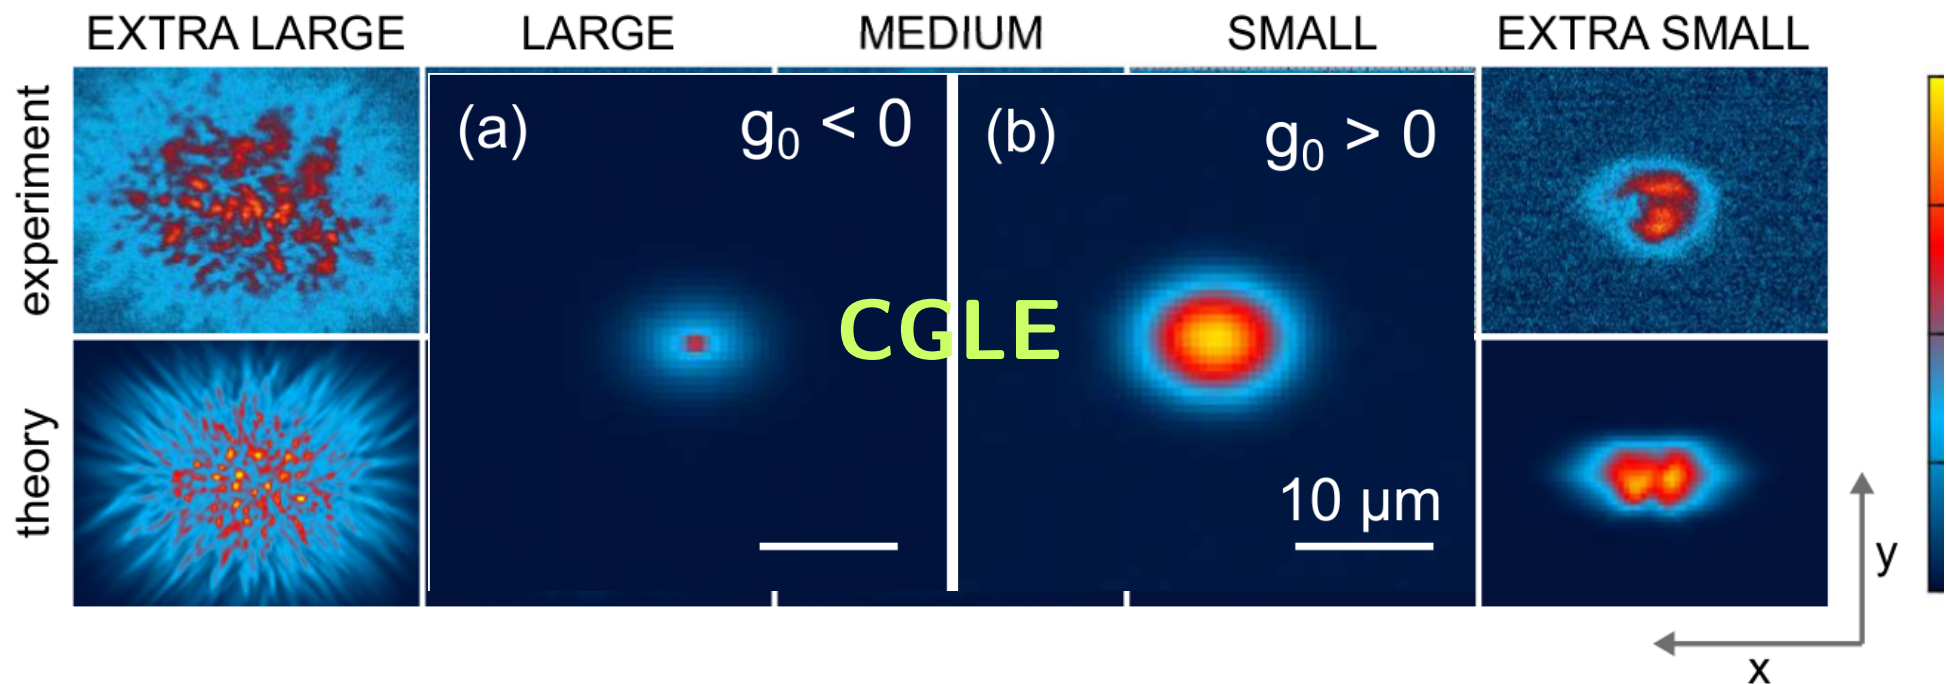 EXTRA LARGE LARGE MEDIUM SMALL EXTRA SMALL
experiment
theory
(a) g₀ < 0
(b) g₀ > 0
CGLE
10 µm
y
x